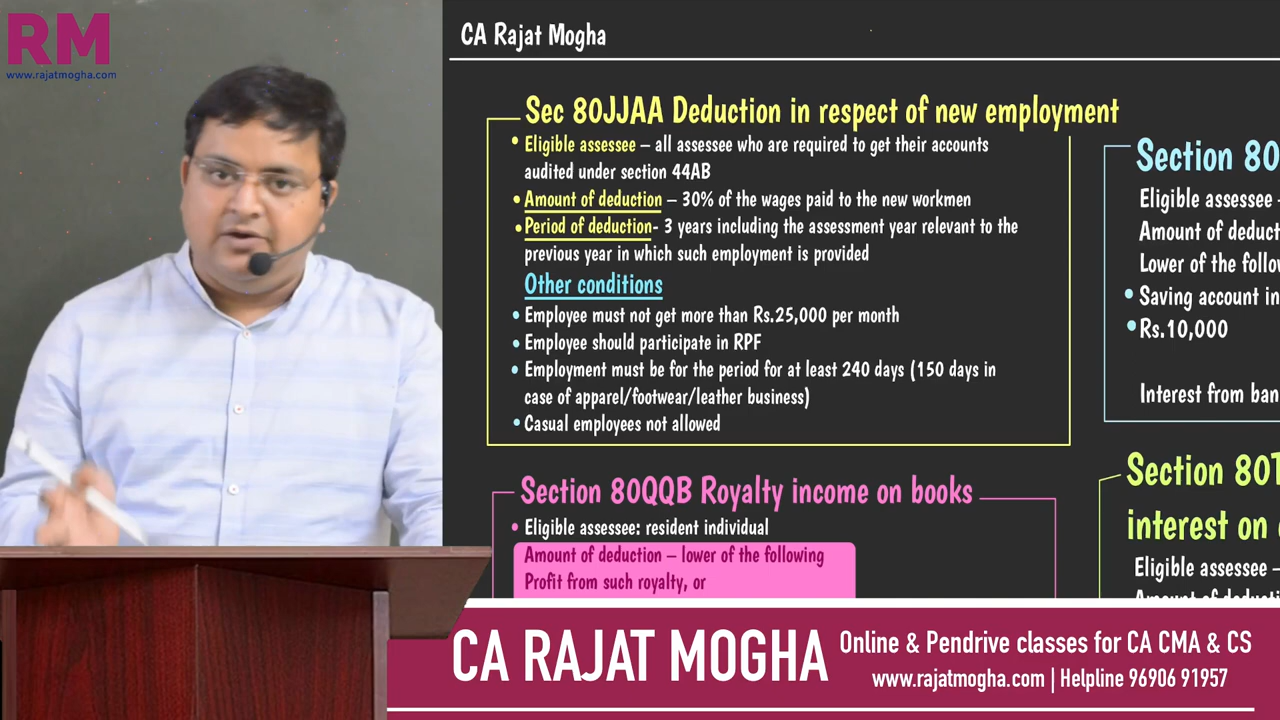 RM
www.rajatmogha.com
CA Rajat Mogha
Sec 80JJAA Deduction in respect of new employment
• Eligible assessee – all assessee who are required to get their accounts
audited under section 44AB
• Amount of deduction – 30% of the wages paid to the new workmen
• Period of deduction- 3 years including the assessment year relevant to the
previous year in which such employment is provided
Other conditions
• Employee must not get more than Rs.25,000 per month
• Employee should participate in RPF
• Employment must be for the period for at least 240 days (150 days in
case of apparel/footwear/leather business)
• Casual employees not allowed
Section 80QQB Royalty income on books
• Eligible assessee: resident individual
Amount of deduction – lower of the following
Profit from such royalty, or
Section 80
Eligible assessee -
Amount of deduct
Lower of the follow
• Saving account in
• Rs.10,000
Interest from ban
Section 80T
interest on
Eligible assessee –
CA RAJAT MOGHA
Online & Pendrive classes for CA CMA & CS
www.rajatmogha.com | Helpline 96906 91957